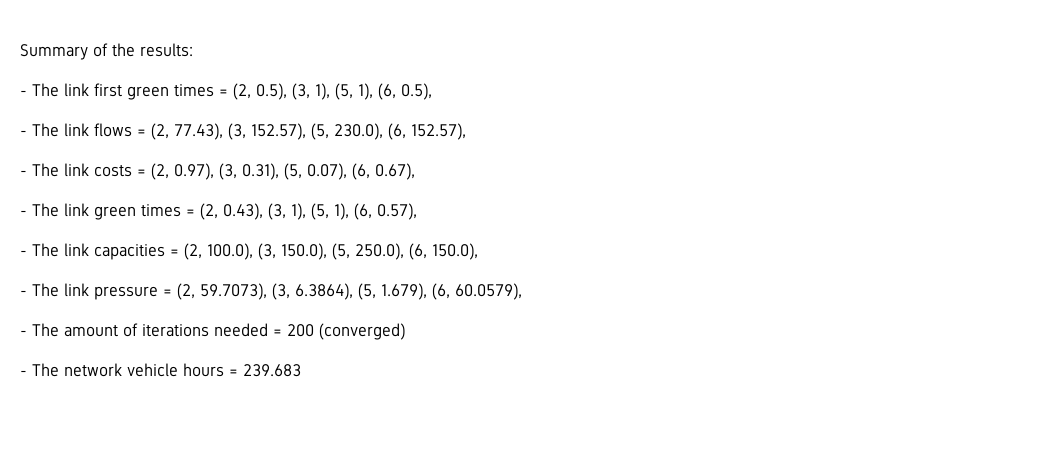 Summary of the results:
- The link first green times = (2, 0.5), (3, 1), (5, 1), (6, 0.5),
- The link flows = (2, 77.43), (3, 152.57), (5, 230.0), (6, 152.57),
- The link costs = (2, 0.97), (3, 0.31), (5, 0.07), (6, 0.67),
- The link green times = (2, 0.43), (3, 1), (5, 1), (6, 0.57),
- The link capacities = (2, 100.0), (3, 150.0), (5, 250.0), (6, 150.0),
- The link pressure = (2, 59.7073), (3, 6.3864), (5, 1.679), (6, 60.0579),
- The amount of iterations needed = 200 (converged)
- The network vehicle hours = 239.683